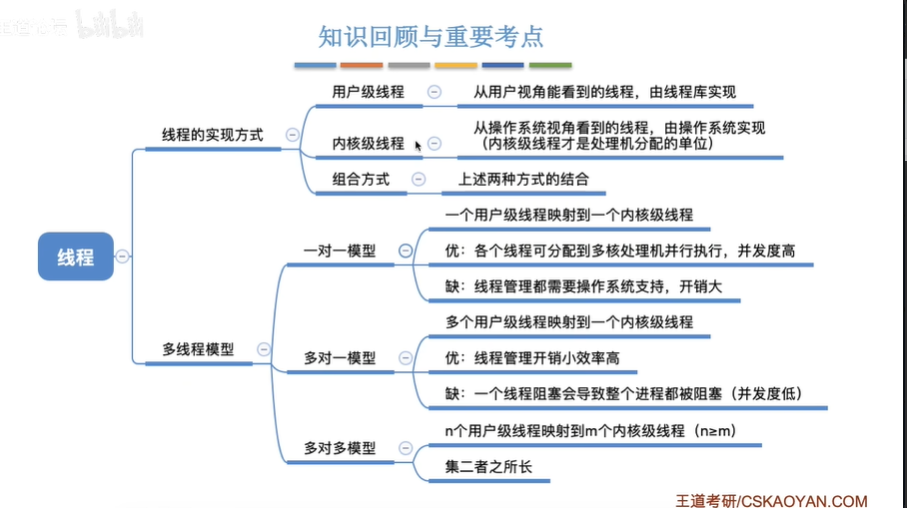 知识回顾与重要考点
用户级线程
从用户视角能看到的线程，由线程库实现
线程的实现方式
内核级线程
从操作系统视角看到的线程，由操作系统实现
（内核级线程才是处理机分配的单位）
组合方式
上述两种方式的结合
线程
一对一模型
一个用户级线程映射到一个内核级线程
优：各个线程可分配到多核处理机并行执行，并发度高
缺：线程管理都需要操作系统支持，开销大
多线程模型
多对一模型
多个用户级线程映射到一个内核级线程
优：线程管理开销小效率高
缺：一个线程阻塞会导致整个进程都被阻塞（并发度低）
多对多模型
n个用户级线程映射到m个内核级线程（n≥m）
集二者之所长
王道考研/CSKAOYAN.COM